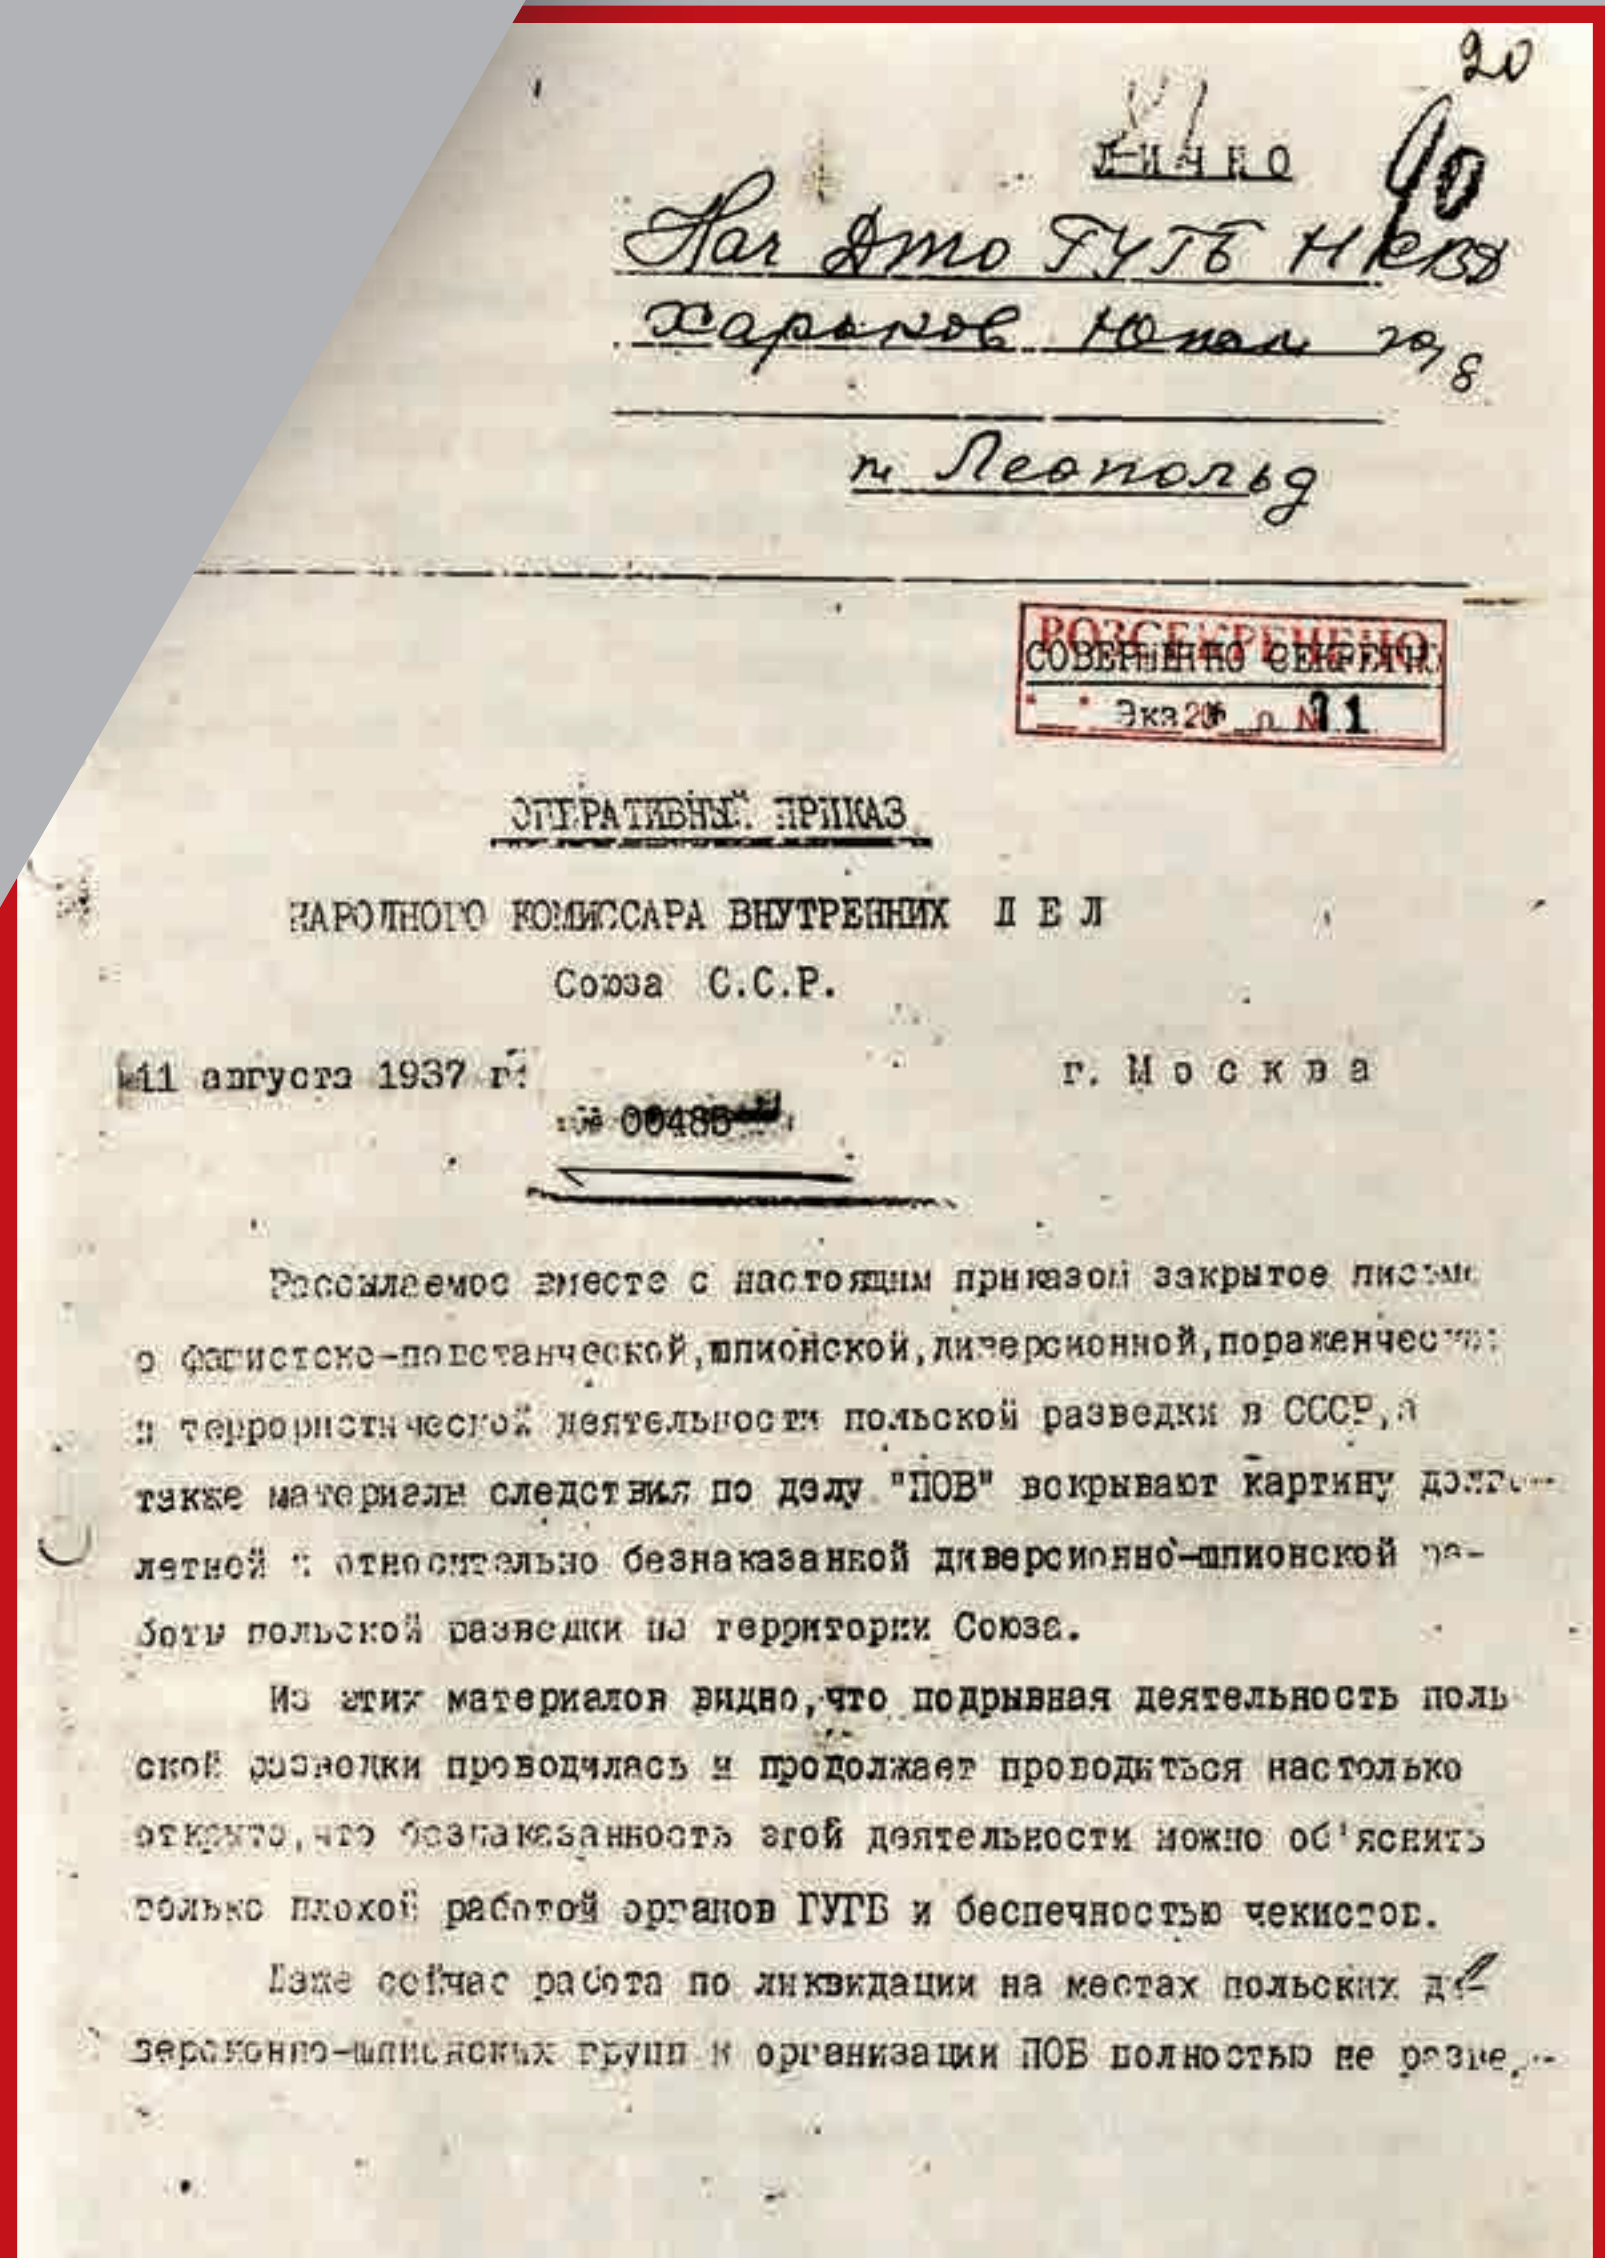 20
ЛИЧНО
90
Нач ДТО ГУГБ НКВД
Харьков Южн
т Леопольд
РОЗСЕКРЕЧЕНО
СОВЕРШЕННО СЕКРЕТНО
Экз 1
ОПЕРАТИВНЫЙ ПРИКАЗ
НАРОДНОГО КОМИССАРА ВНУТРЕННИХ Д Е Л
Союза С.С.Р.
11 августа 1937 г.
г. М о с к в а
№ 00485
Рассылаемое вместе с настоящим приказом закрытое письмо
о фашистско-повстанческой,шпионской,диверсионной,пораженческой
и террористической деятельности польской разведки в СССР,а
также материалы следствия по делу "ПОВ" вскрывают картину долго-
летней и относительно безнаказанной диверсионно-шпионской ра-
боты польской разведки на территории Союза.
Из этих материалов видно,что подрывная деятельность поль
ской разведки проводилась и продолжает проводиться настолько
открыто,что безнаказанность этой деятельности можно об'яснить
только плохой работой органов ГУГБ и беспечностью чекистов.
Даже сейчас работа по ликвидации на местах польских ди-
версионно-шпионских групп и организации ПОВ полностью не развер-